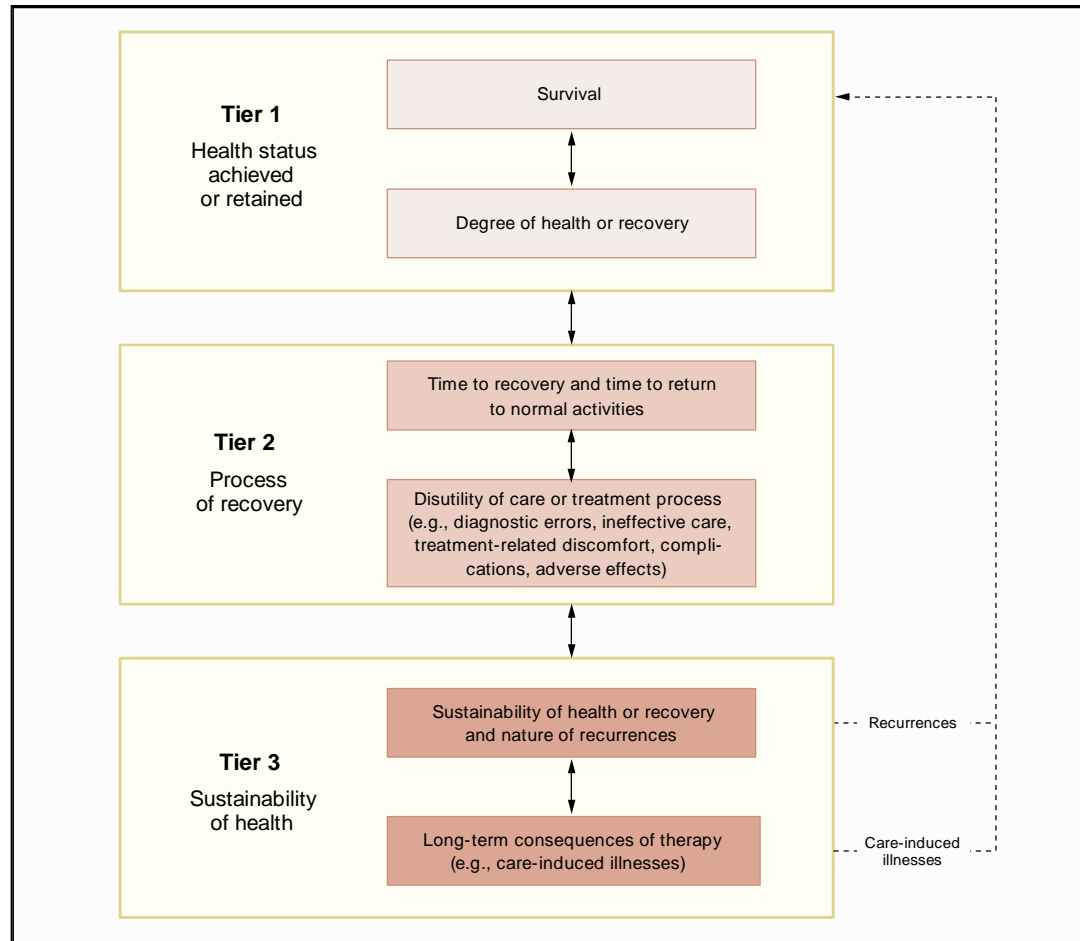 Tier 1
Health status
achieved
or retained
Survival
Degree of health or recovery
Tier 2
Process
of recovery
Time to recovery and time to return
to normal activities
Disutility of care or treatment process
(e.g., diagnostic errors, ineffective care,
treatment-related discomfort, compli-
cations, adverse effects)
Tier 3
Sustainability
of health
Sustainability of health or recovery
and nature of recurrences
Long-term consequences of therapy
(e.g., care-induced illnesses)
Recurrences
Care-induced
illnesses